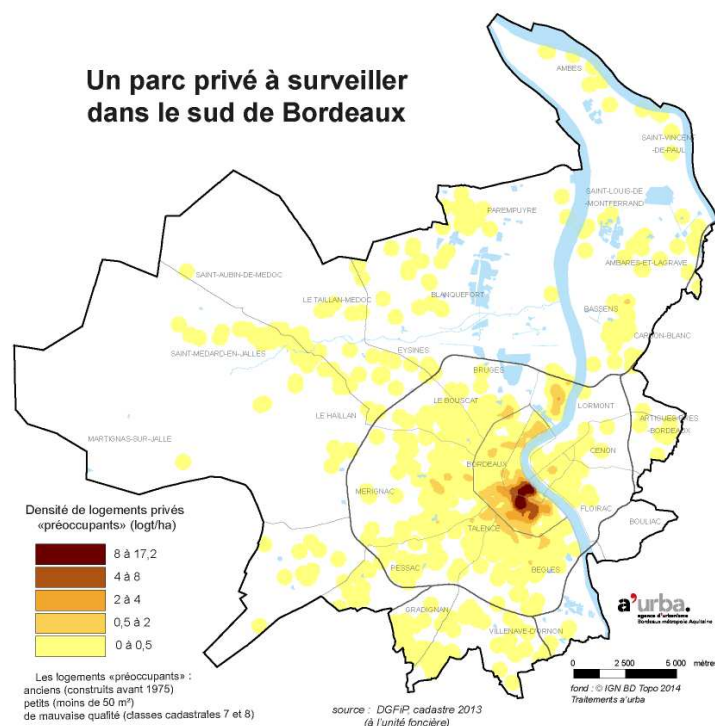 Un parc privé à surveiller
dans le sud de Bordeaux
AMBES
SAINT-VINCENT
-DE-PAUL
SAINT-LOUIS-DE
-MONTFERRAND
PAREMPUYRE
AMBARES-ET-LAGRAVE
SAINT-AUBIN-DE-MEDOC
BLANQUEFORT
LE TAILLAN-MEDOC
BASSENS
CARBON-BLANC
SAINT-MEDARD-EN-JALLES
EYSINES
BRUGES
LE BOUSCAT
LORMONT
LE HAILLAN
ARTIGUES-PRES
-BORDEAUX
MARTIGNAS-SUR-JALLE
CENON
BORDEAUX
MERIGNAC
FLOIRAC
BOULIAC
TALENCE
PESSAC
BEGLES
GRADIGNAN
VILLENAVE-D'ORNON
Densité de logements privés
«préoccupants» (logt/ha)
8 à 17,2
4 à 8
2 à 4
0,5 à 2
0 à 0,5
Les logements «préoccupants» :
anciens (construits avant 1975)
petits (moins de 50 m²)
de mauvaise qualité (classes cadastrales 7 et 8)
source : DGFiP, cadastre 2013
(à l'unité foncière)
a'urba.
agence d'urbanisme
Bordeaux métropole Aquitaine
0 2 500 5 000 mètres
fond : © IGN BD Topo 2014
Traitements a'urba